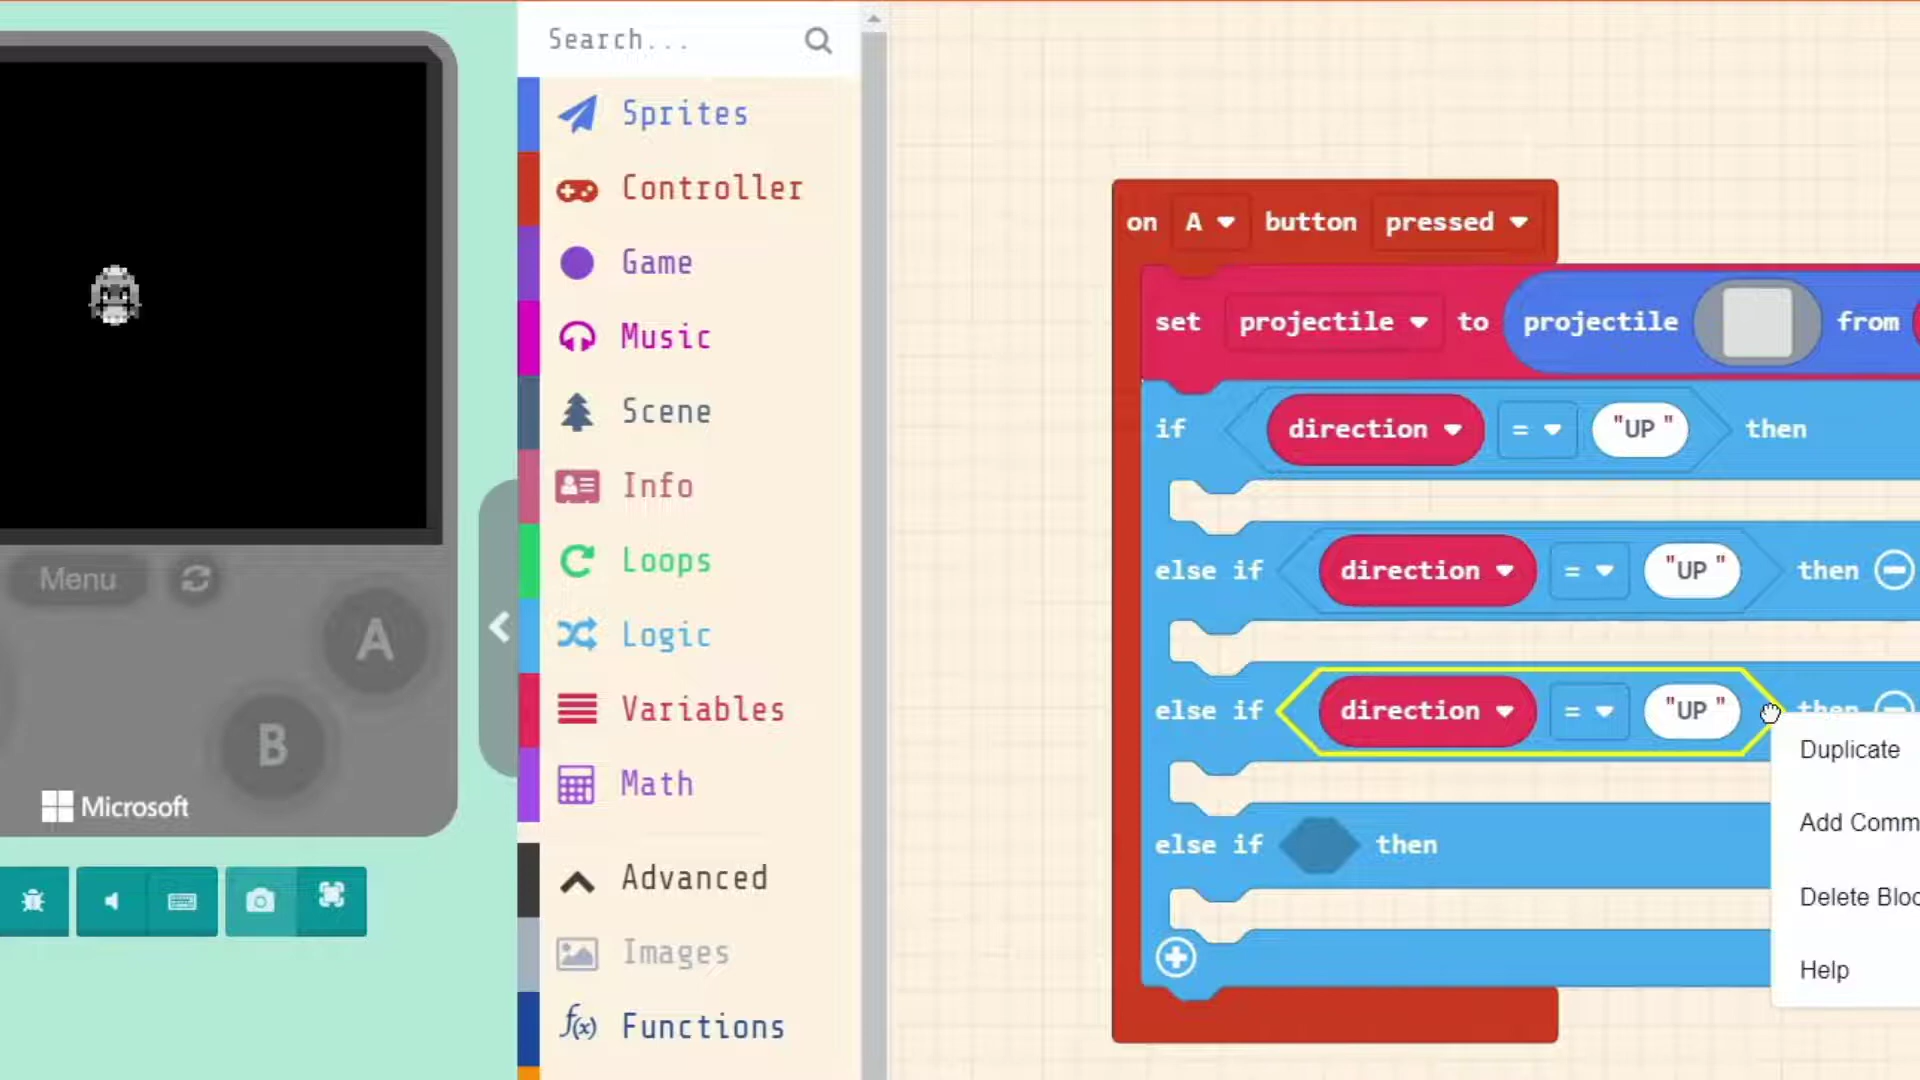 Search...
Sprites
Controller
Game
Music
Scene
Info
Loops
Logic
Variables
Math
Advanced
Images
f(x) Functions
Menu
A
B
Microsoft
on A button pressed
set projectile to projectile from
if direction = "UP " then
else if direction = "UP " then
else if direction = "UP " then
else if then
Duplicate
Add Comm
Delete Bloc
Help